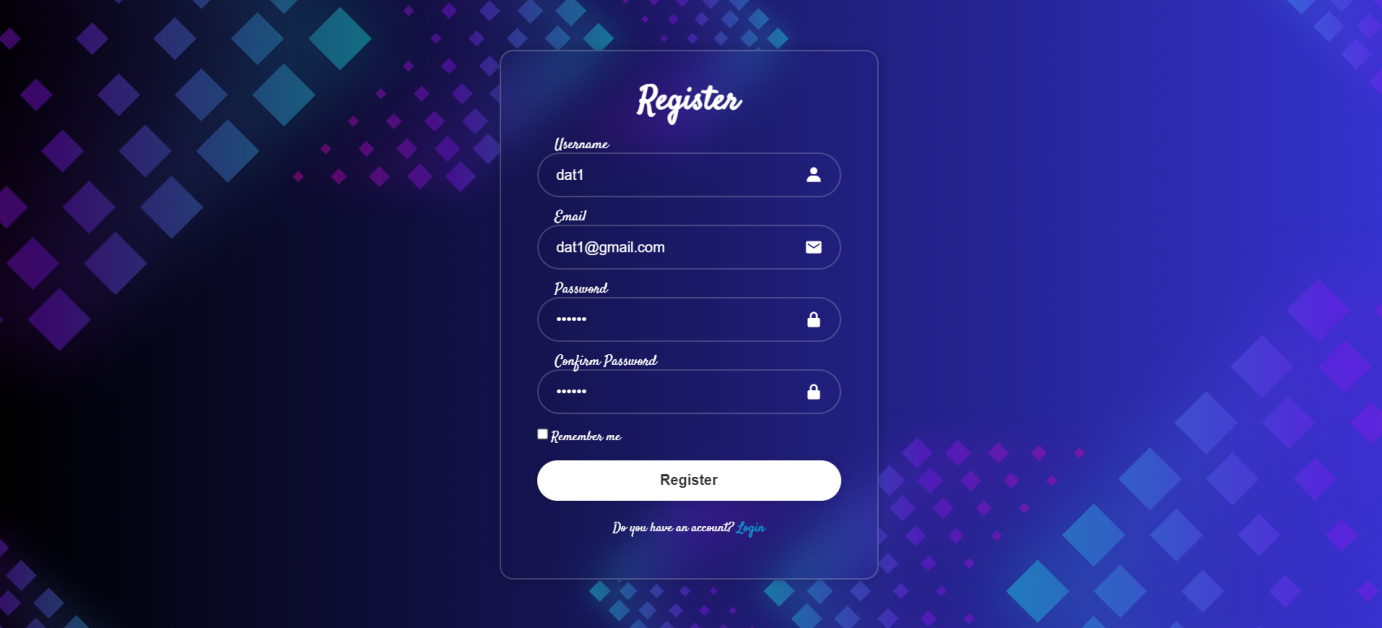 Register
Username
dat1
Email
dat1@gmail.com
Password
••••••
Confirm Password
••••••
Remember me
Register
Do you have an account? Login